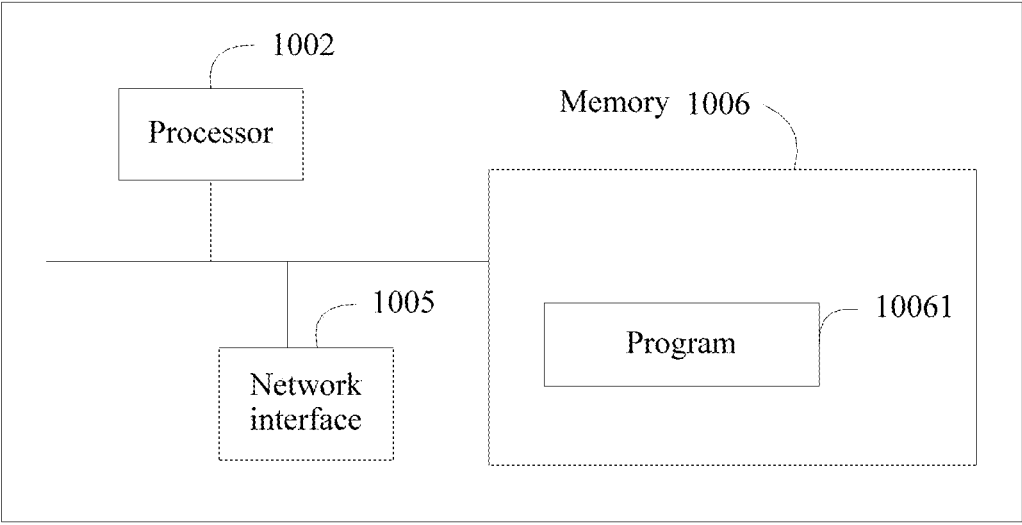 1002
Processor
Memory 1006
1005
Network
interface
10061
Program